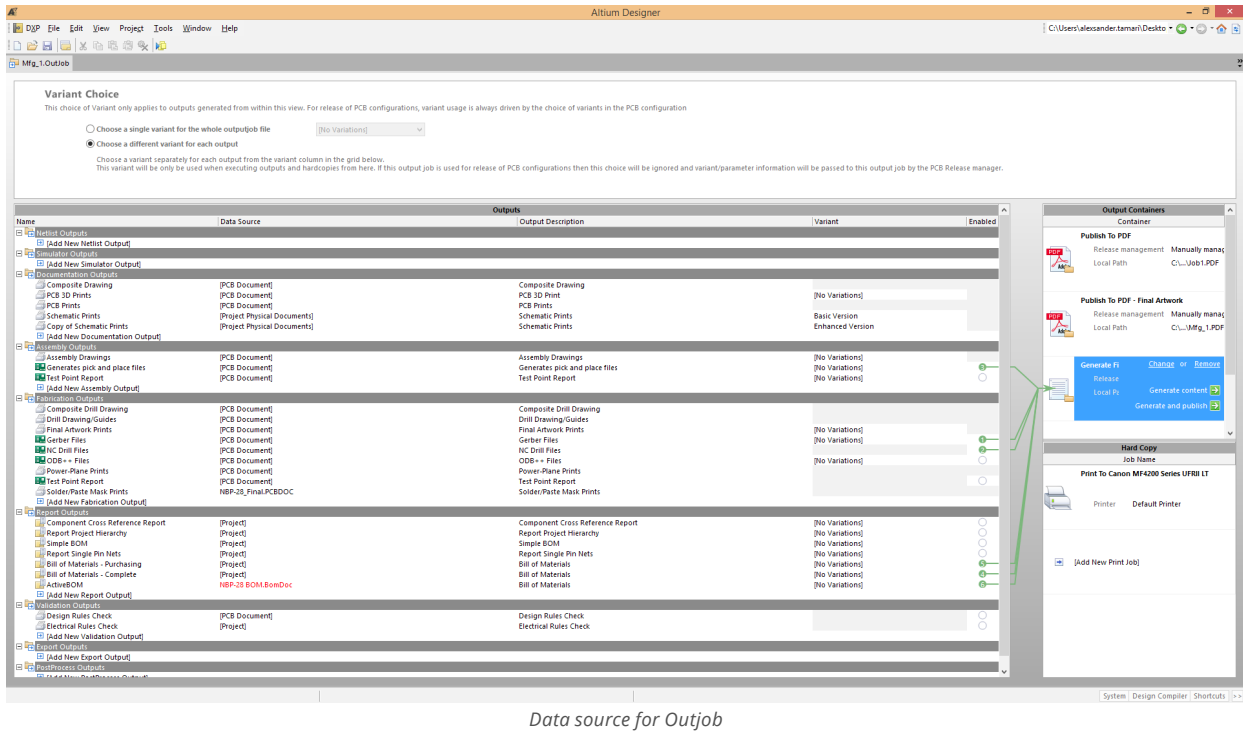 Altium Designer
DXP File Edit View Project Tools Window Help
C:\Users\alexsander.tamari\Deskto
Mfg_1.OutJob
Variant Choice
This choice of Variant only applies to outputs generated from within this view. For release of PCB configurations, variant usage is always driven by the choice of variants in the PCB configuration
Choose a single variant for the whole outputjob file [No Variations]
Choose a different variant for each output
Choose a variant separately for each output from the variant column in the grid below.
This variant will only be used when executing outputs and hardcopies from here. If this output job is used for release of PCB configurations then this choice will be ignored and variant/parameter information will be passed to this output job by the PCB Release manager.
Outputs
Name Data Source Output Description Variant Enabled
Netlist Outputs
[Add New Netlist Output]
Simulator Outputs
[Add New Simulator Output]
Documentation Outputs
Composite Drawing [PCB Document] Composite Drawing
PCB 3D Prints [PCB Document] PCB 3D Print [No Variations]
PCB Prints [PCB Document] PCB Prints
Schematic Prints [Project Physical Documents] Schematic Prints Basic Version
Copy of Schematic Prints [Project Physical Documents] Schematic Prints Enhanced Version
[Add New Documentation Output]
Assembly Outputs
Assembly Drawings [PCB Document] Assembly Drawings [No Variations]
Generates pick and place files [PCB Document] Generates pick and place files [No Variations] 3
Test Point Report [PCB Document] Test Point Report [No Variations]
[Add New Assembly Output]
Fabrication Outputs
Composite Drill Drawing [PCB Document] Composite Drill Drawing
Drill Drawing/Guides [PCB Document] Drill Drawing/Guides
Final Artwork Prints [PCB Document] Final Artwork Prints [No Variations]
Gerber Files [PCB Document] Gerber Files [No Variations] 1
NC Drill Files [PCB Document] NC Drill Files 2
ODB++ Files [PCB Document] ODB++ Files [No Variations]
Power-Plane Prints [PCB Document] Power-Plane Prints
Test Point Report [PCB Document] Test Point Report
Solder/Paste Mask Prints NBP-28_Final.PCBDOC Solder/Paste Mask Prints
[Add New Fabrication Output]
Report Outputs
Component Cross Reference Report [Project] Component Cross Reference Report [No Variations]
Report Project Hierarchy [Project] Report Project Hierarchy [No Variations]
Simple BOM [Project] Simple BOM [No Variations]
Report Single Pin Nets [Project] Report Single Pin Nets [No Variations]
Bill of Materials - Purchasing [Project] Bill of Materials [No Variations] 5
Bill of Materials - Complete [Project] Bill of Materials [No Variations] 4
ActiveBOM NBP-28 BOM.BomDoc Bill of Materials [No Variations] 6
[Add New Report Output]
Validation Outputs
Design Rules Check [PCB Document] Design Rules Check
Electrical Rules Check [Project] Electrical Rules Check
[Add New Validation Output]
Export Outputs
[Add New Export Output]
PostProcess Outputs
[Add New PostProcess Output]
Output Containers
Container
Publish To PDF
Release management Manually manag
Local Path C:\...\Job1.PDF
Publish To PDF - Final Artwork
Release management Manually manag
Local Path C:\...\Mfg_1.PDF
Generate Fi Change or Remove
Release
Local Pa Generate content
Generate and publish
Hard Copy
Job Name
Print To Canon MF4200 Series UFRII LT
Printer Default Printer
[Add New Print Job]
System Design Compiler Shortcuts >>
Data source for Outjob